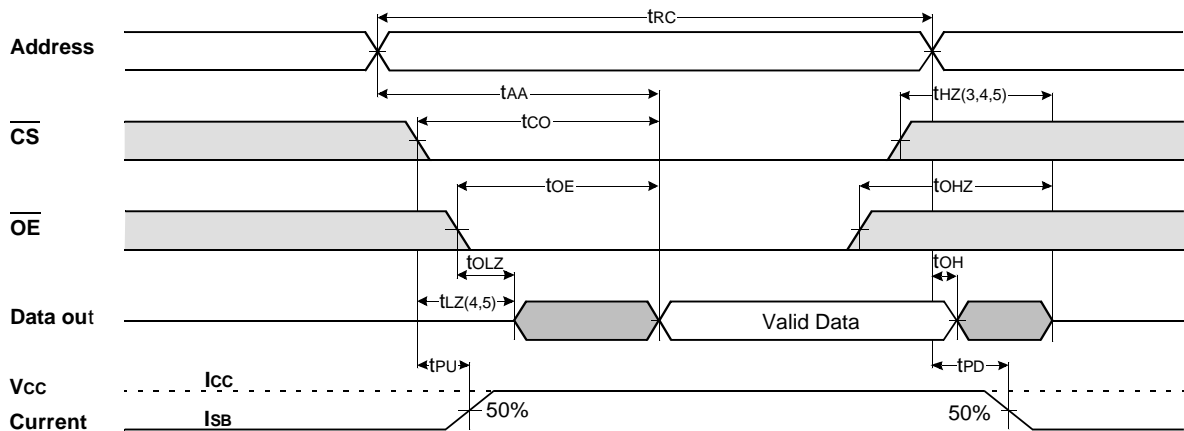 tRC
Address
tAA
tHZ(3,4,5)
CS
tCO
tOE
tOHZ
OE
tOLZ
tOH
tLZ(4,5)
Data out
Valid Data
tPU
tPD
VCC
ICC
50%
50%
Current
ISB